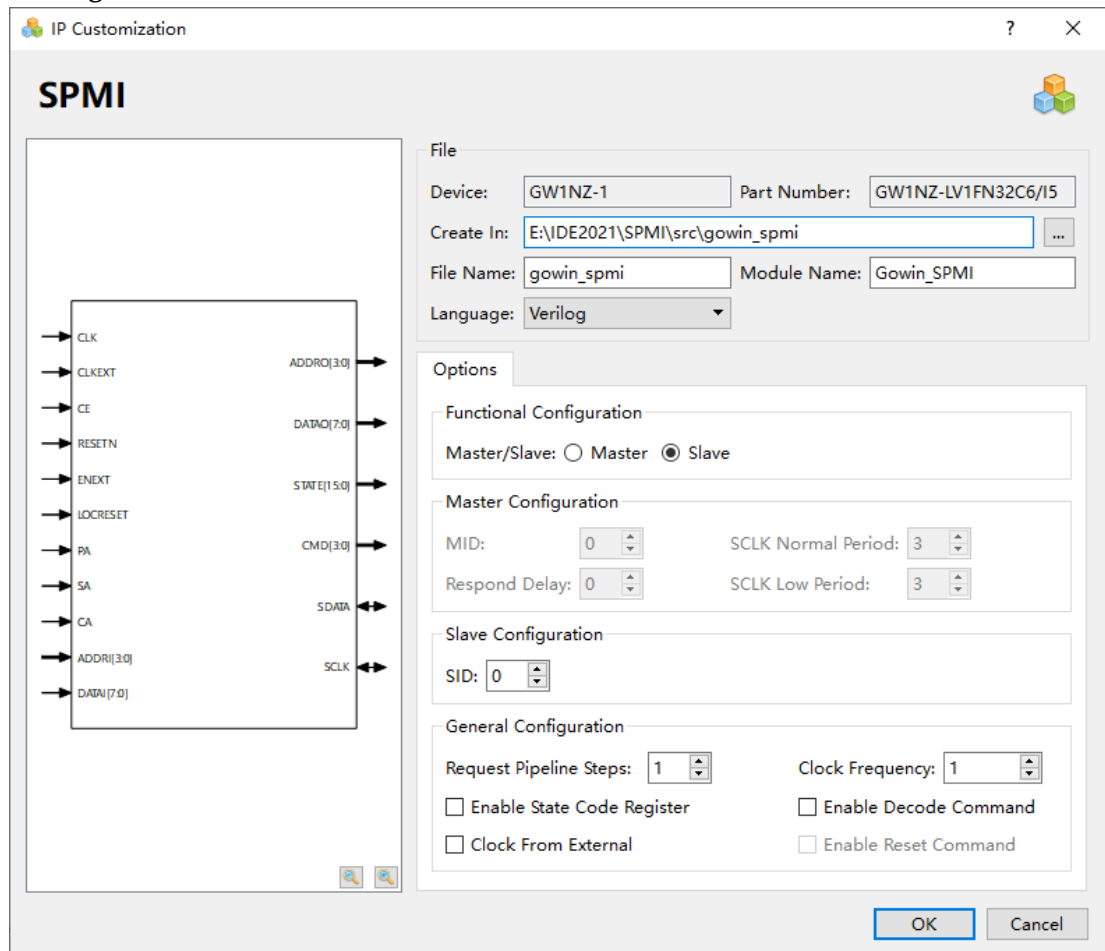 IP Customization ? ×
SPMI
CLK
CLKEXT
CE
RESETN
ENEXT
LOCRESET
PA
SA
CA
ADDRI[3:0]
DATAI[7:0]
ADDRO[3:0]
DATAO[7:0]
STATE[15:0]
CMD[3:0]
SDATA
SCLK
File
Device: GW1NZ-1 Part Number: GW1NZ-LV1FN32C6/I5
Create In: E:\IDE2021\SPMI\src\gowin_spmi ...
File Name: gowin_spmi Module Name: Gowin_SPMI
Language: Verilog
Options
Functional Configuration
Master/Slave: Master Slave
Master Configuration
MID: 0 SCLK Normal Period: 3
Respond Delay: 0 SCLK Low Period: 3
Slave Configuration
SID: 0
General Configuration
Request Pipeline Steps: 1 Clock Frequency: 1
Enable State Code Register Enable Decode Command
Clock From External Enable Reset Command
OK Cancel